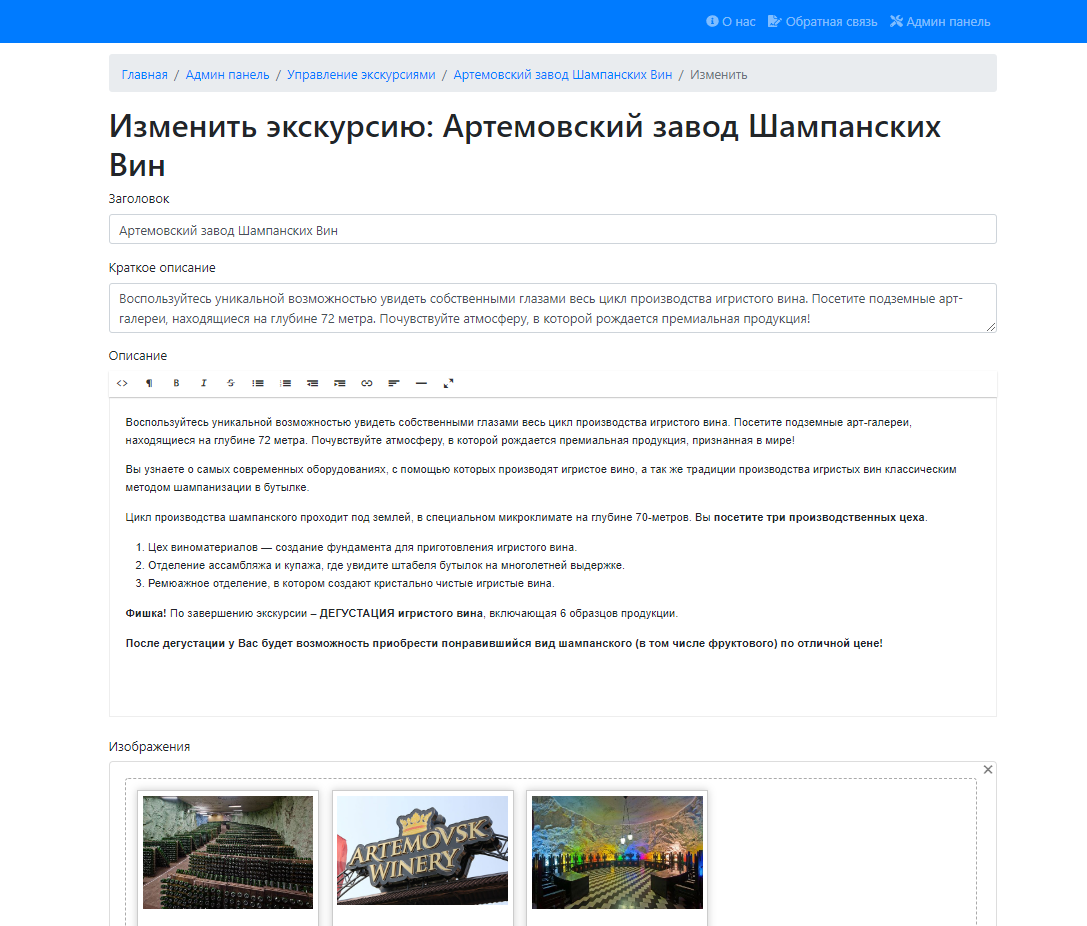 О нас Обратная связь Админ панель
Главная / Админ панель / Управление экскурсиями / Артемовский завод Шампанских Вин / Изменить
Изменить экскурсию: Артемовский завод Шампанских
Вин
Заголовок
Артемовский завод Шампанских Вин
Краткое описание
Воспользуйтесь уникальной возможностью увидеть собственными глазами весь цикл производства игристого вина. Посетите подземные арт-
галереи, находящиеся на глубине 72 метра. Почувствуйте атмосферу, в которой рождается премиальная продукция!
Описание
Воспользуйтесь уникальной возможностью увидеть собственными глазами весь цикл производства игристого вина. Посетите подземные арт-галереи,
находящиеся на глубине 72 метра. Почувствуйте атмосферу, в которой рождается премиальная продукция, признанная в мире!
Вы узнаете о самых современных оборудованиях, с помощью которых производят игристое вино, а так же традиции производства игристых вин классическим
методом шампанизации в бутылке.
Цикл производства шампанского проходит под землей, в специальном микроклимате на глубине 70-метров. Вы посетите три производственных цеха.
1. Цех виноматериалов — создание фундамента для приготовления игристого вина.
2. Отделение ассамбляжа и купажа, где увидите штабеля бутылок на многолетней выдержке.
3. Ремюажное отделение, в котором создают кристально чистые игристые вина.
Фишка! По завершению экскурсии – ДЕГУСТАЦИЯ игристого вина, включающая 6 образцов продукции.
После дегустации у Вас будет возможность приобрести понравившийся вид шампанского (в том числе фруктового) по отличной цене!
Изображения
ARTEMOVSK
WINERY